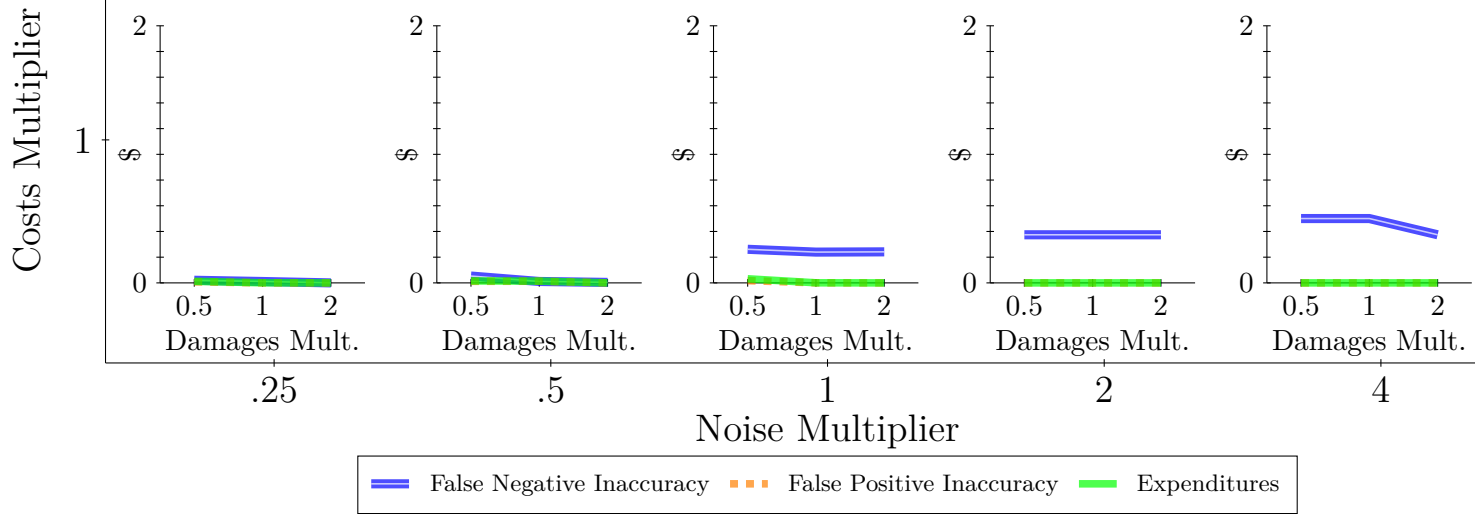 Costs Multiplier
1
2 2 2 2 2
$ $ $ $ $
0 0 0 0 0
0.5 1 2 0.5 1 2 0.5 1 2 0.5 1 2 0.5 1 2
Damages Mult. Damages Mult. Damages Mult. Damages Mult. Damages Mult.
.25 .5 1 2 4
Noise Multiplier
False Negative Inaccuracy False Positive Inaccuracy Expenditures